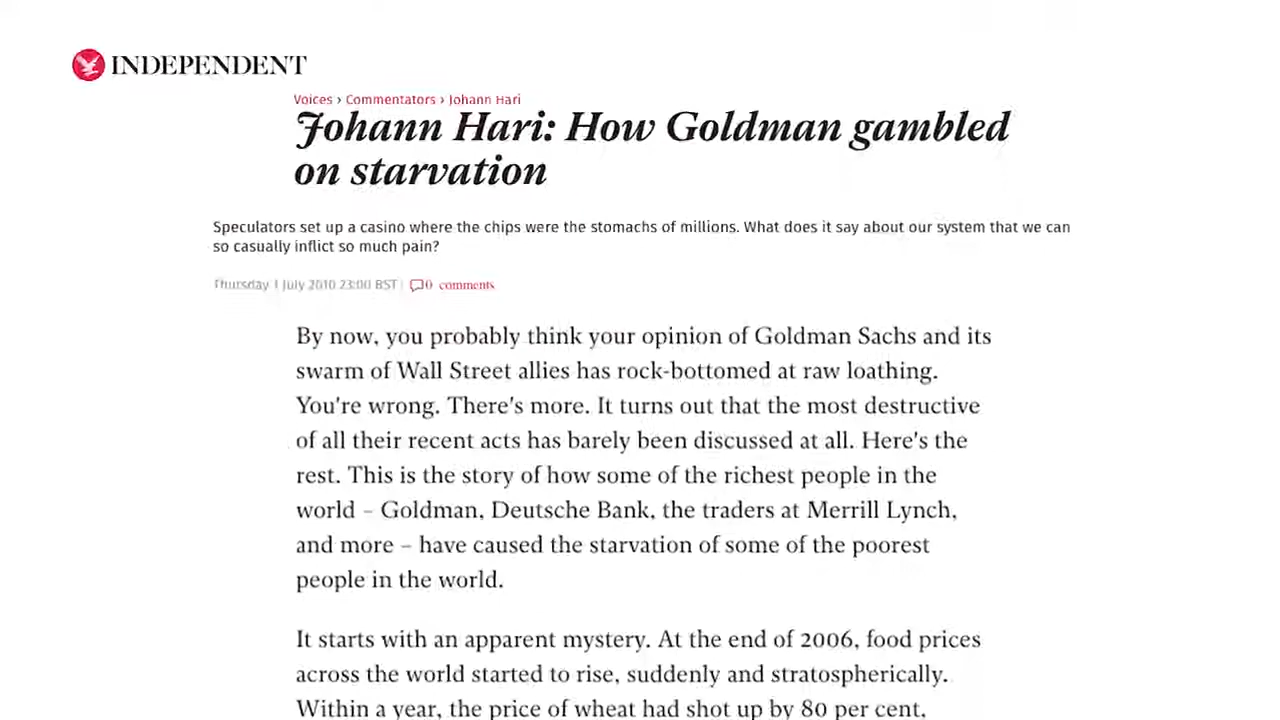 INDEPENDENT
Voices › Commentators › Johann Hari
Johann Hari: How Goldman gambled
on starvation
Speculators set up a casino where the chips were the stomachs of millions. What does it say about our system that we can
so casually inflict so much pain?
Thursday 1 July 2010 23:00 BST | 0 comments
By now, you probably think your opinion of Goldman Sachs and its
swarm of Wall Street allies has rock-bottomed at raw loathing.
You're wrong. There's more. It turns out that the most destructive
of all their recent acts has barely been discussed at all. Here's the
rest. This is the story of how some of the richest people in the
world – Goldman, Deutsche Bank, the traders at Merrill Lynch,
and more – have caused the starvation of some of the poorest
people in the world.
It starts with an apparent mystery. At the end of 2006, food prices
across the world started to rise, suddenly and stratospherically.
Within a year, the price of wheat had shot up by 80 per cent,